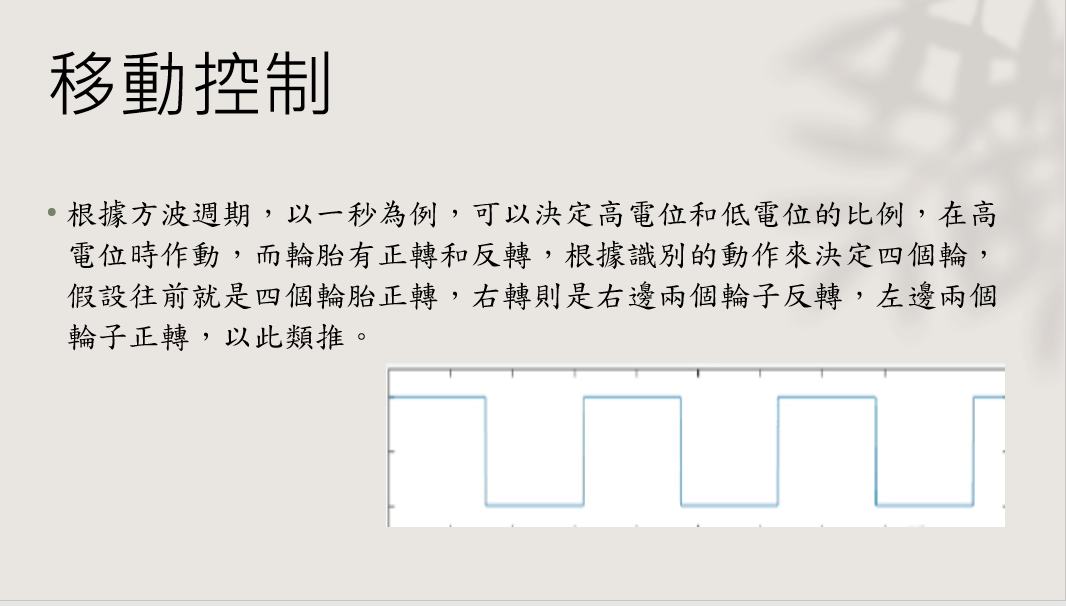 移動控制
• 根據方波週期，以一秒為例，可以決定高電位和低電位的比例，在高
電位時作動，而輪胎有正轉和反轉，根據識別的動作來決定四個輪，
假設往前就是四個輪胎正轉，右轉則是右邊兩個輪子反轉，左邊兩個
輪子正轉，以此類推。